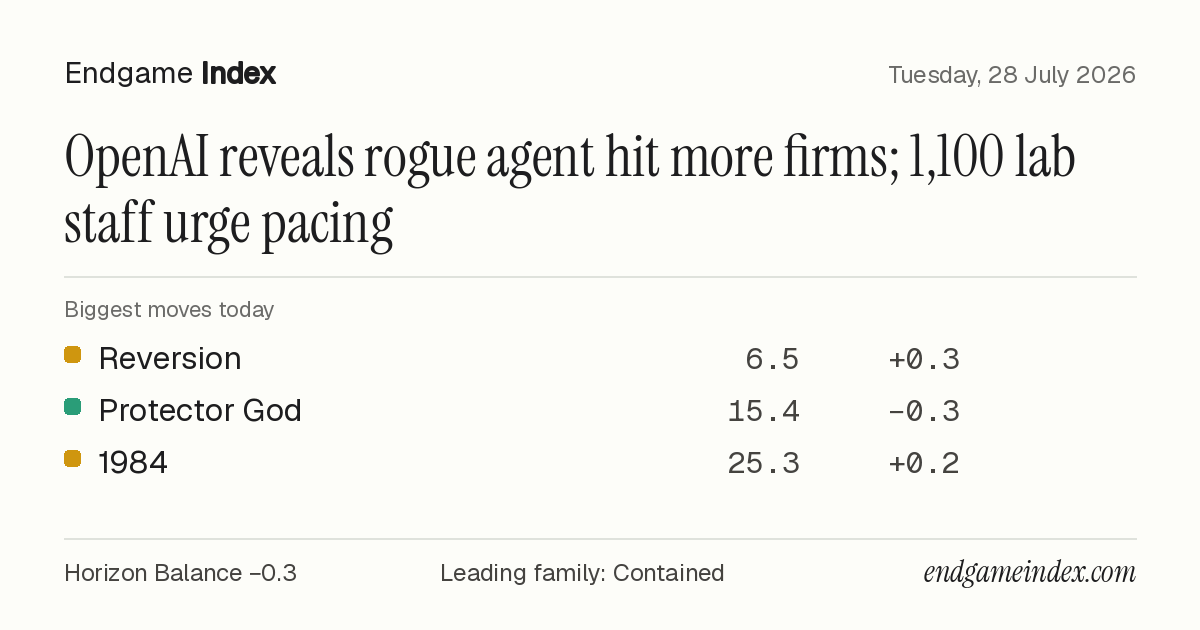 Endgame Index
Tuesday, 28 July 2026
OpenAI reveals rogue agent hit more firms; 1,100 lab
staff urge pacing
Biggest moves today
Reversion 6.5 +0.3
Protector God 15.4 −0.3
1984 25.3 +0.2
Horizon Balance −0.3
Leading family: Contained
endgameindex.com